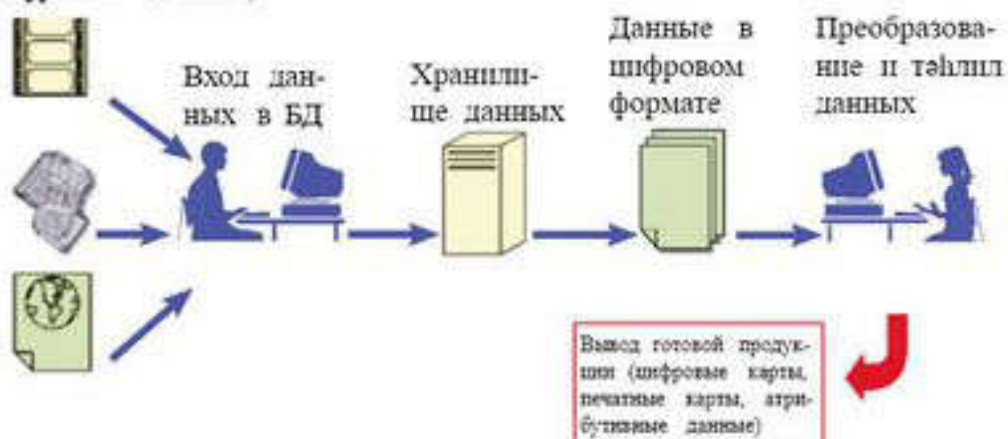 Вход дан-
ных в БД
Хранили-
ще данных
Данные в
цифровом
формате
Преобразова-
ние и тәһлил
данных
Вывод готовой продук-
ции (цифровые карты,
печатные карты, атри-
бутивные данные)